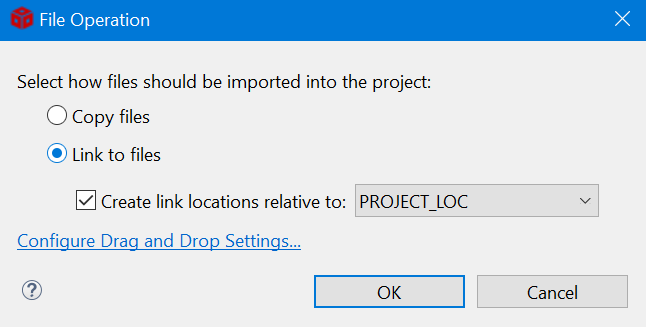 File Operation
Select how files should be imported into the project:
Copy files
Link to files
Create link locations relative to: PROJECT_LOC
Configure Drag and Drop Settings...
? OK Cancel